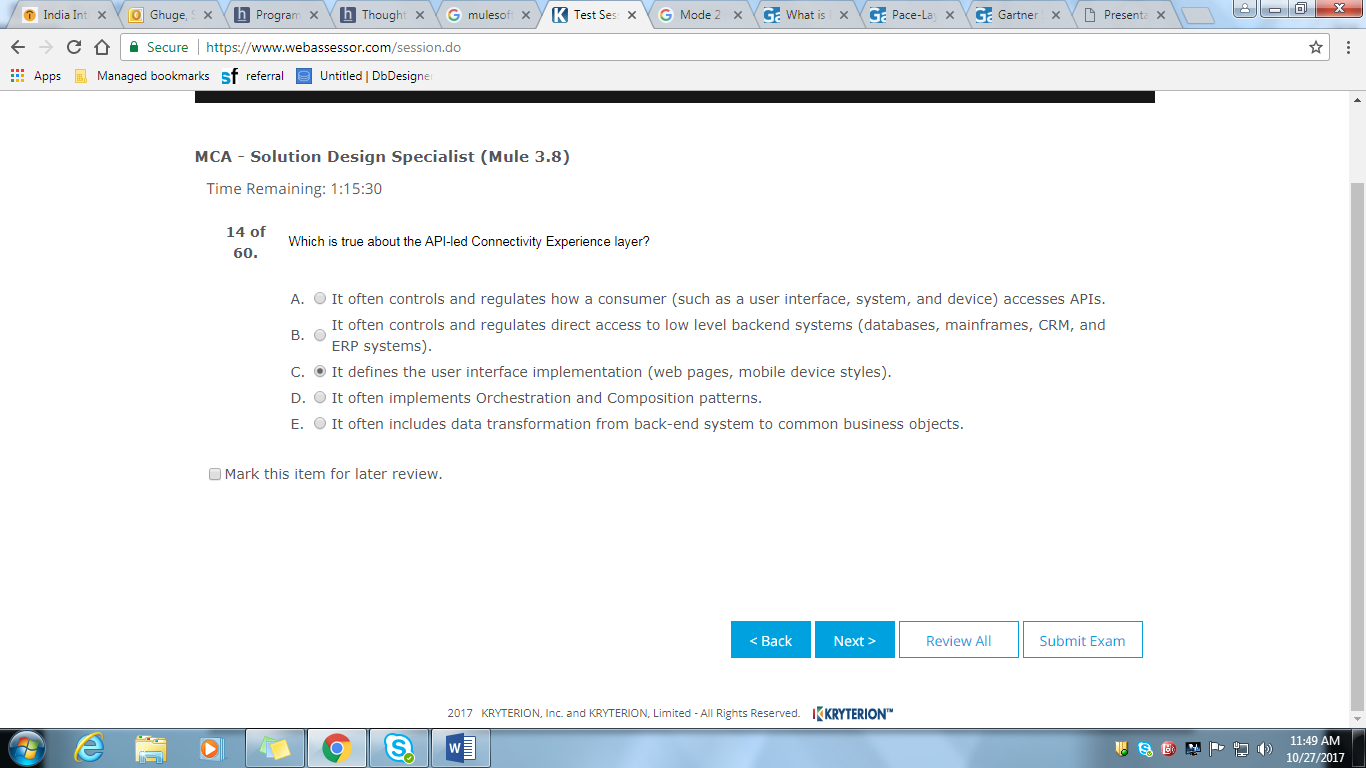 India Int
Ghuge, S
Program
Thought
mulesof
Test Ses
Mode 2
What is
Pace-La
Gartner
Presenta
Secure https://www.webassessor.com/session.do
Apps Managed bookmarks sf referral Untitled | DbDesigner
MCA - Solution Design Specialist (Mule 3.8)
Time Remaining: 1:15:30
14 of
60.
Which is true about the API-led Connectivity Experience layer?
A. It often controls and regulates how a consumer (such as a user interface, system, and device) accesses APIs.
B. It often controls and regulates direct access to low level backend systems (databases, mainframes, CRM, and
ERP systems).
C. It defines the user interface implementation (web pages, mobile device styles).
D. It often implements Orchestration and Composition patterns.
E. It often includes data transformation from back-end system to common business objects.
Mark this item for later review.
< Back Next > Review All Submit Exam
2017 KRYTERION, Inc. and KRYTERION, Limited - All Rights Reserved. KRYTERION™
11:49 AM
10/27/2017